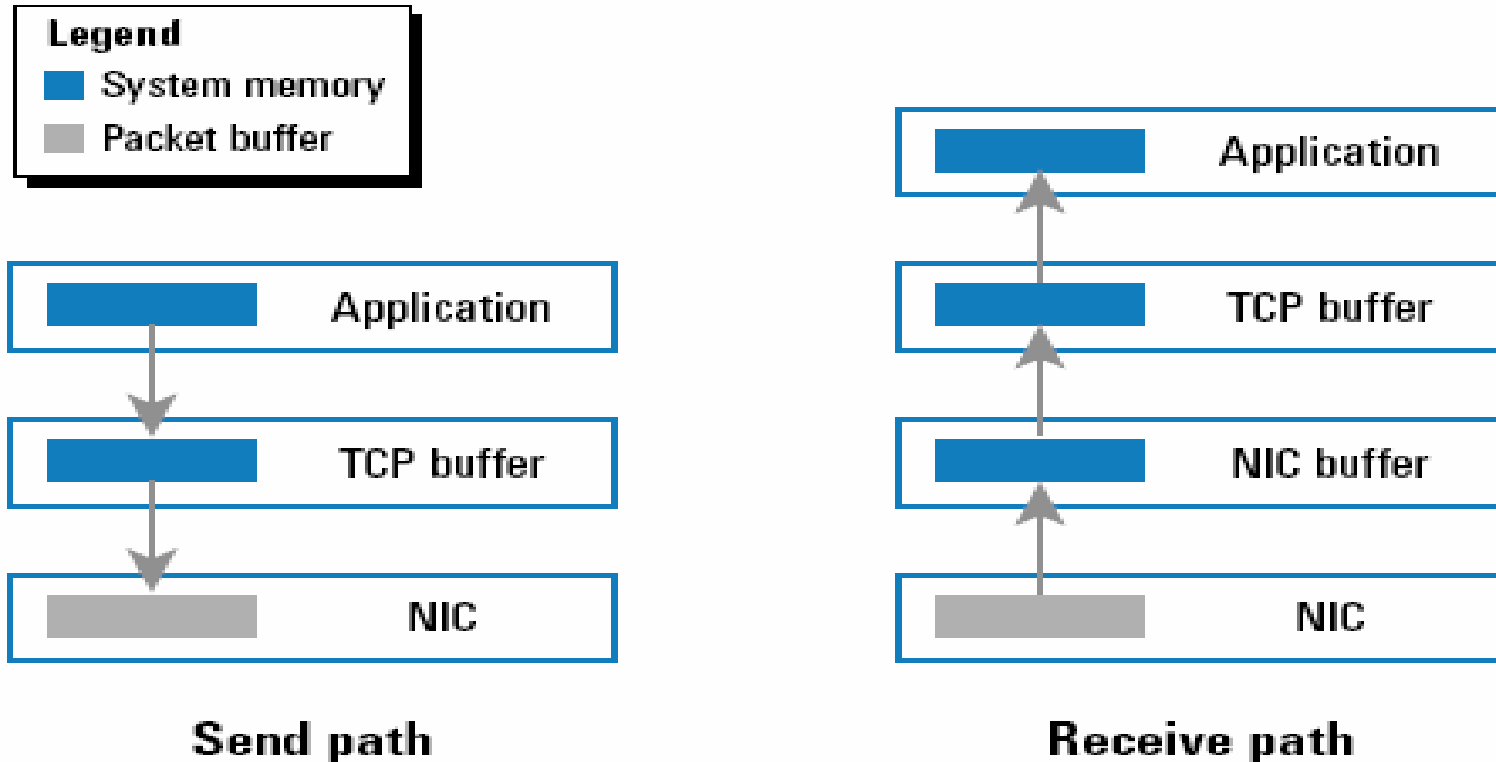 Legend
System memory
Packet buffer
Application
TCP buffer
NIC
Send path
Application
TCP buffer
NIC buffer
NIC
Receive path